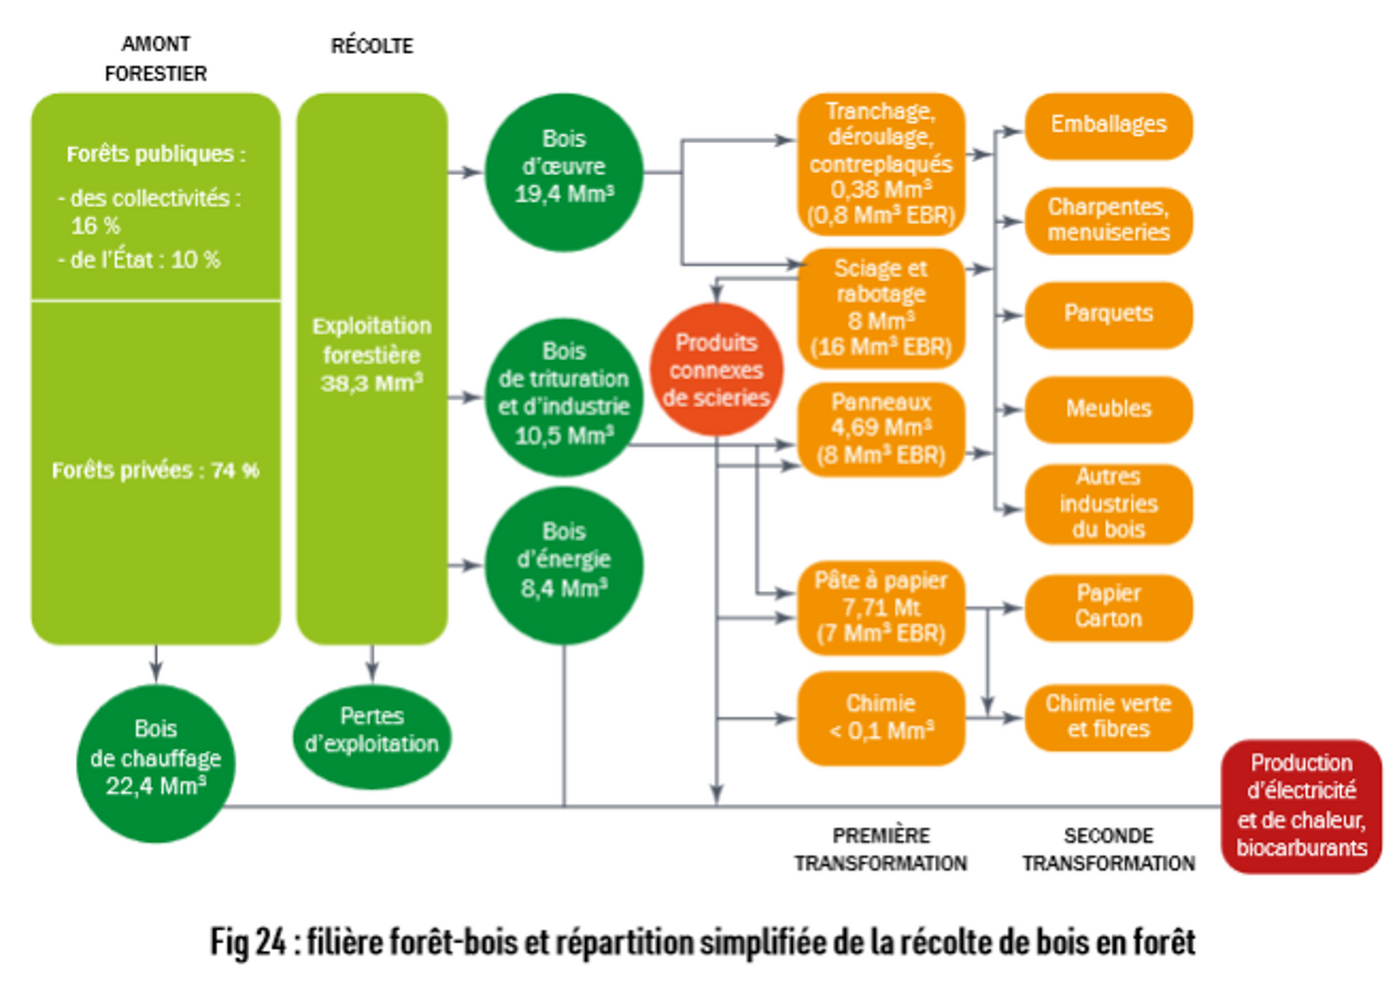 AMONT
FORESTIER
RÉCOLTE
Forêts publiques :
- des collectivités :
16 %
- de l'État : 10 %
Forêts privées : 74 %
Exploitation
forestière
38,3 Mm³
Bois
d'œuvre
19,4 Mm³
Bois
de trituration
et d'industrie
10,5 Mm³
Bois
d'énergie
8,4 Mm³
Bois
de chauffage
22,4 Mm³
Pertes
d'exploitation
Produits
connexes
de scieries
Tranchage,
déroulage,
contreplaqués
0,38 Mm³
(0,8 Mm³ EBR)
Sciage et
rabotage
8 Mm³
(16 Mm³ EBR)
Panneaux
4,69 Mm³
(8 Mm³ EBR)
Pâte à papier
7,71 Mt
(7 Mm³ EBR)
Chimie
< 0,1 Mm³
Emballages
Charpentes,
menuiseries
Parquets
Meubles
Autres
industries
du bois
Papier
Carton
Chimie verte
et fibres
Production
d'électricité
et de chaleur,
biocarburants
PREMIÈRE
TRANSFORMATION
SECONDE
TRANSFORMATION
Fig 24 : filière forêt-bois et répartition simplifiée de la récolte de bois en forêt